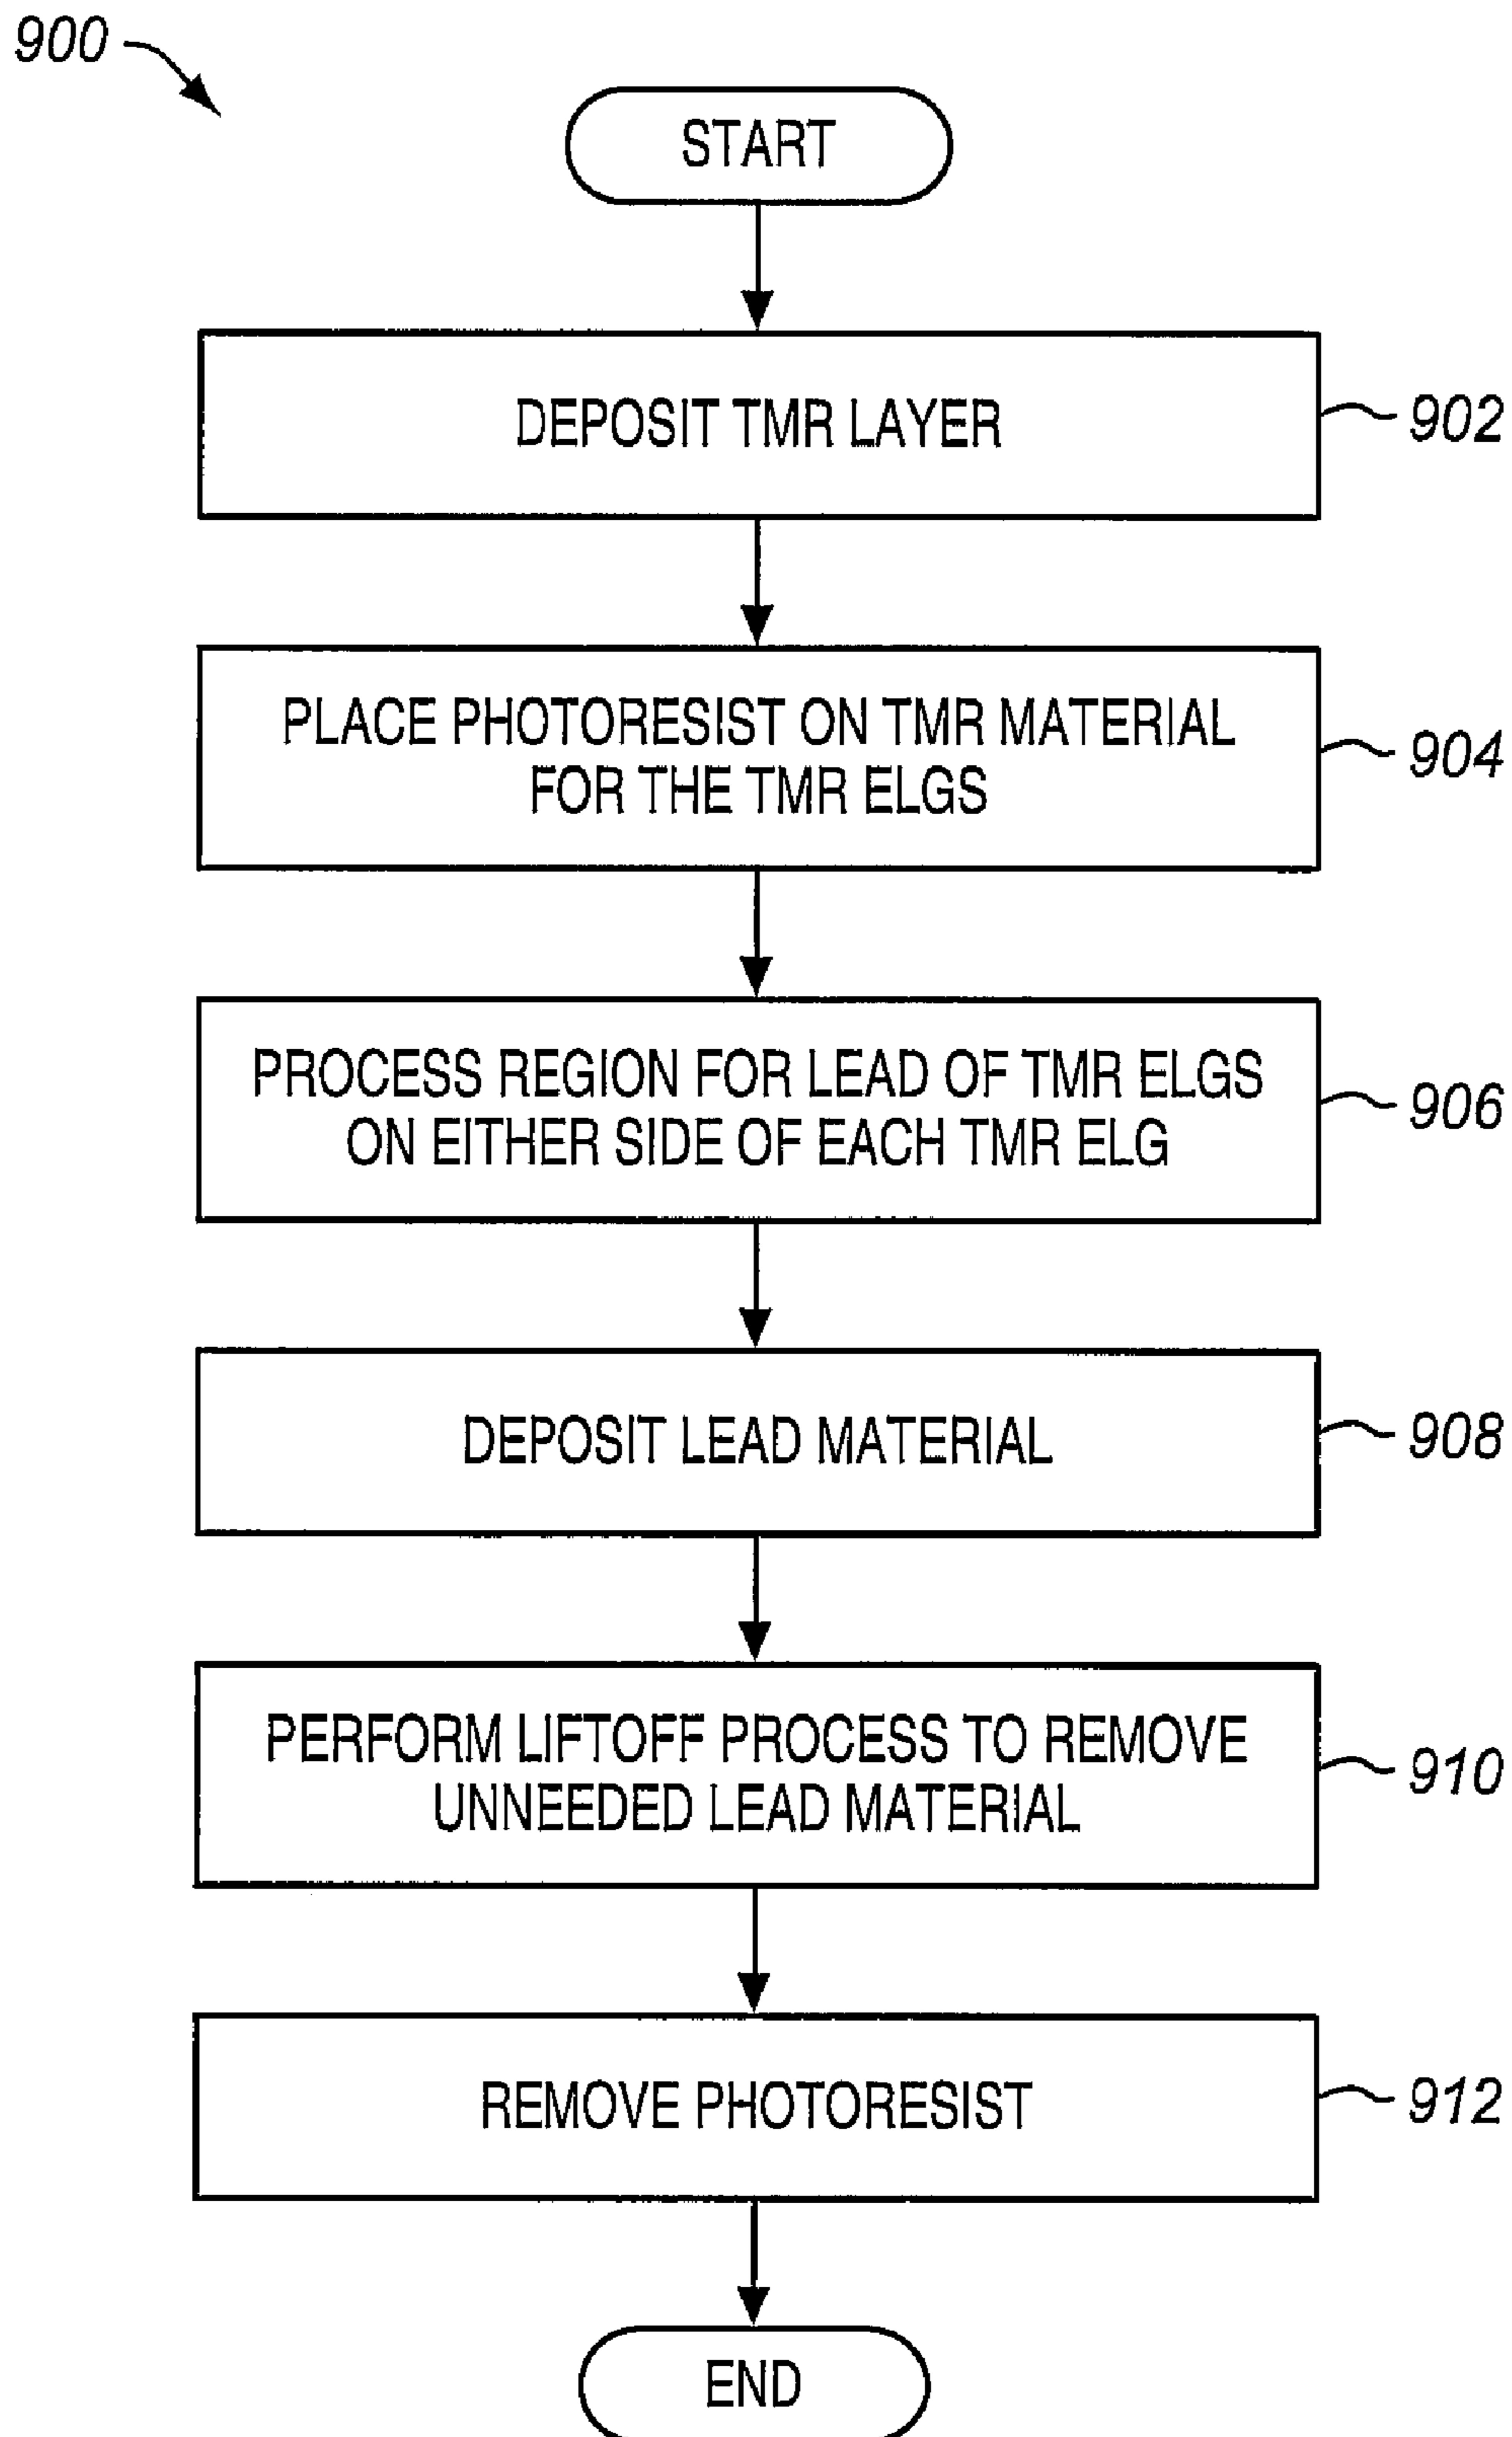 900
START
DEPOSIT TMR LAYER
902
PLACE PHOTORESIST ON TMR MATERIAL
FOR THE TMR ELGS
904
PROCESS REGION FOR LEAD OF TMR ELGS
ON EITHER SIDE OF EACH TMR ELG
906
DEPOSIT LEAD MATERIAL
908
PERFORM LIFTOFF PROCESS TO REMOVE
UNNEEDED LEAD MATERIAL
910
REMOVE PHOTORESIST
912
END